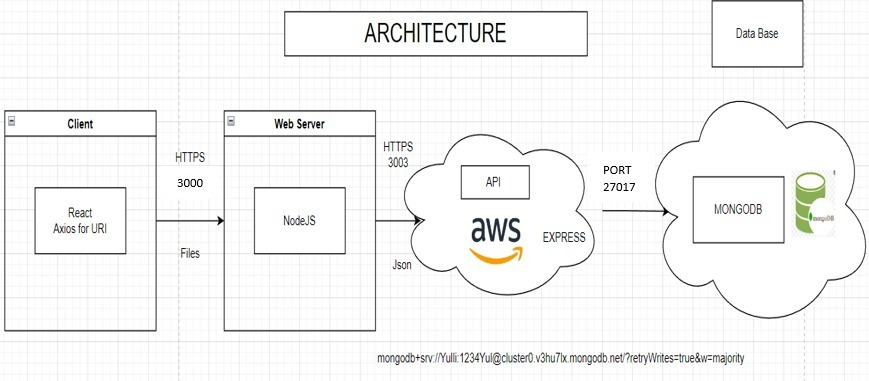 ARCHITECTURE
Data Base
Client
Web Server
HTTPS
3000
HTTPS
3003
PORT
27017
API
React
Axios for URI
NodeJS
aws
EXPRESS
MONGODB
mongoDB
Files
Json
mongodb+srv://Yulli:1234Yul@cluster0.v3hu7lx.mongodb.net/?retryWrites=true&w=majority